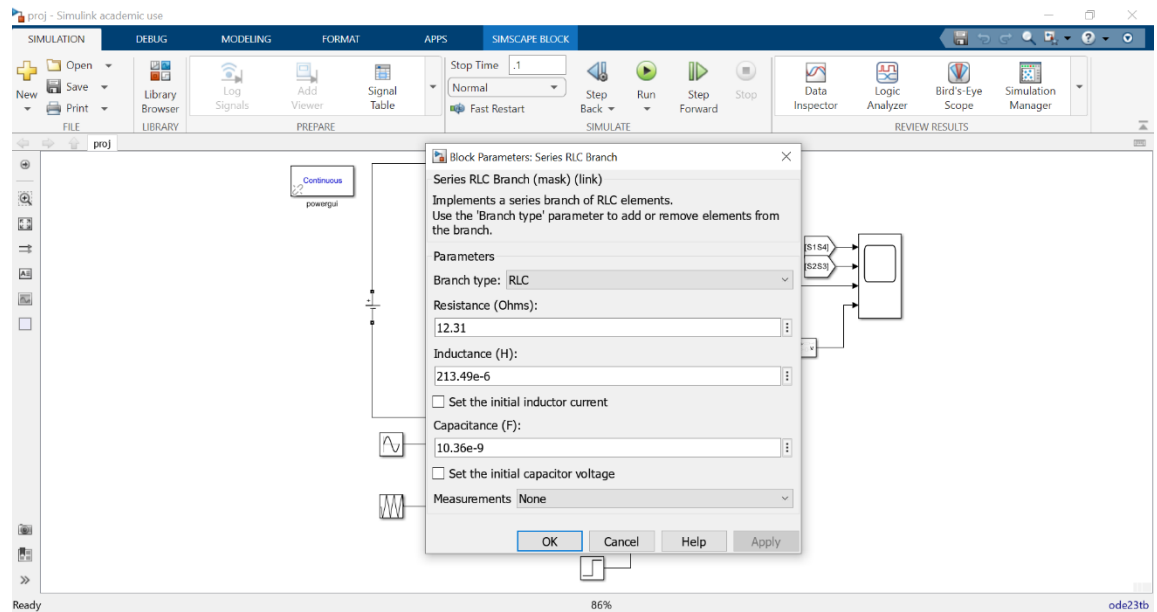 proj - Simulink academic use
SIMULATION DEBUG MODELING FORMAT APPS SIMSCAPE BLOCK
New
Open
Save
Print
FILE
Library Browser
LIBRARY
Log Signals
Add Viewer
Signal Table
PREPARE
Stop Time .1
Normal
Fast Restart
Step Back
Run
Step Forward
Stop
SIMULATE
Data Inspector
Logic Analyzer
Bird's-Eye Scope
Simulation Manager
REVIEW RESULTS
proj
Continuous
powergui
Block Parameters: Series RLC Branch
Series RLC Branch (mask) (link)
Implements a series branch of RLC elements.
Use the 'Branch type' parameter to add or remove elements from
the branch.
Parameters
Branch type: RLC
Resistance (Ohms):
12.31
Inductance (H):
213.49e-6
Set the initial inductor current
Capacitance (F):
10.36e-9
Set the initial capacitor voltage
Measurements None
OK Cancel Help Apply
[S1S4]
[S2S3]
v
Ready 86% ode23tb